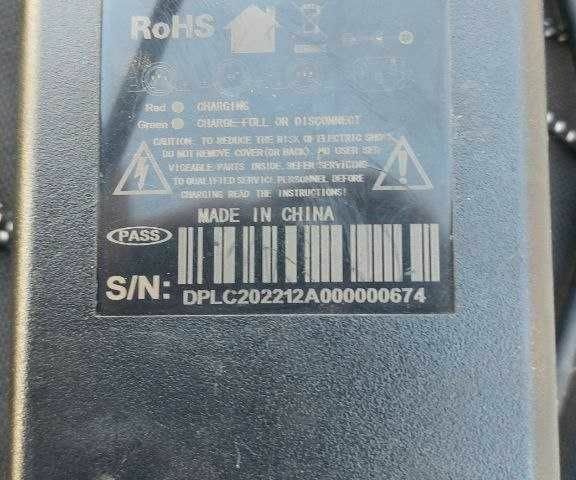 RoHS
Red CHARGING
Green CHARGE FULL OR DISCONNECT
CAUTION: TO REDUCE THE RISK OF ELECTRIC SHOCK
DO NOT REMOVE COVER(OR BACK). NO USER SER
VICEABLE PARTS INSIDE. REFER SERVICING
TO QUALIFIED SERVICE PERSONNEL. BEFORE
CHARGING READ THE INSTRUCTIONS!
MADE IN CHINA
PASS
S/N:
DPLC202212A000000674